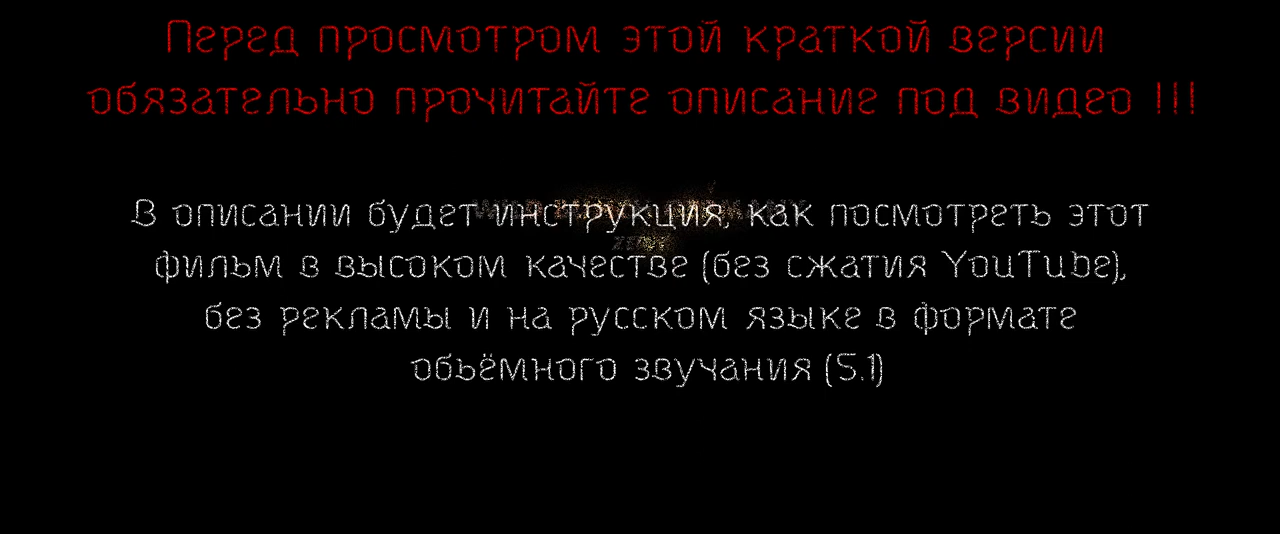 Перед просмотром этой краткой версии
обязательно прочитайте описание под видео !!!
В описании будет инструкция, как посмотреть этот
фильм в высоком качестве (без сжатия YouTube),
без рекламы и на русском языке в формате
обьёмного звучания (5.1)